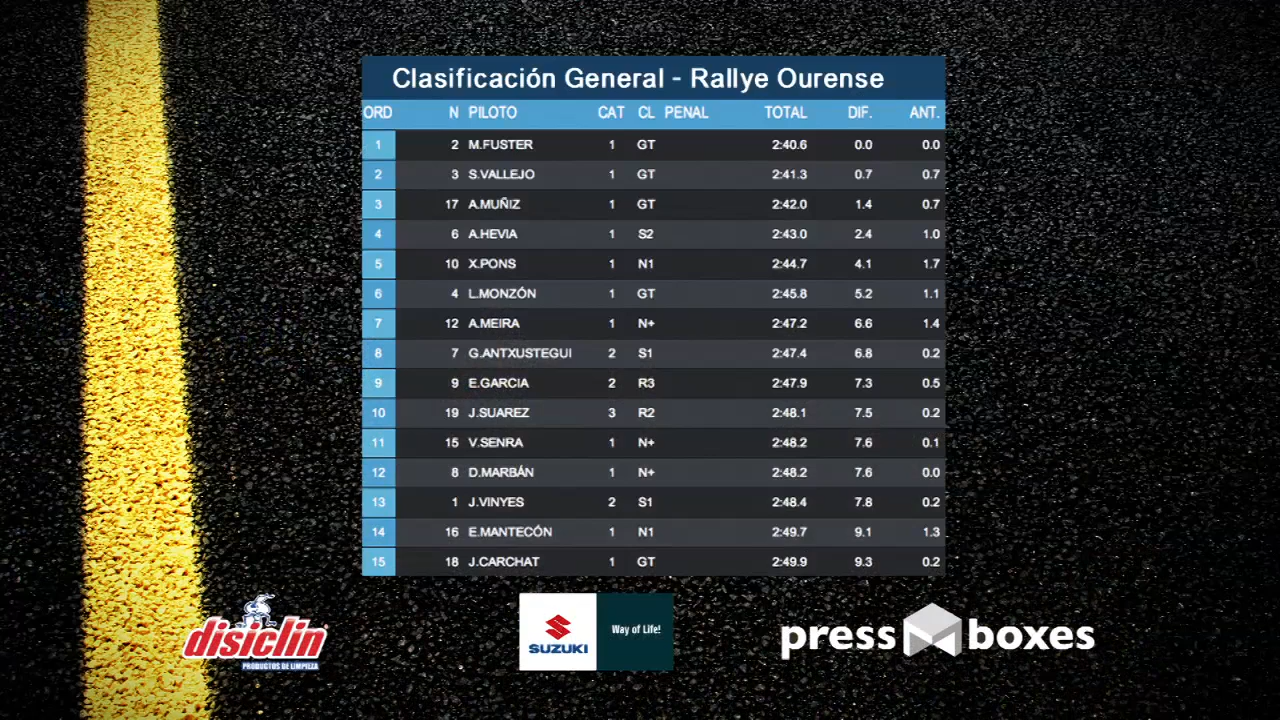 Clasificación General - Rallye Ourense
ORD N PILOTO CAT CL PENAL TOTAL DIF. ANT.
1 2 M.FUSTER 1 GT 2:40.6 0.0 0.0
2 3 S.VALLEJO 1 GT 2:41.3 0.7 0.7
3 17 A.MUÑIZ 1 GT 2:42.0 1.4 0.7
4 6 A.HEVIA 1 S2 2:43.0 2.4 1.0
5 10 X.PONS 1 N1 2:44.7 4.1 1.7
6 4 L.MONZÓN 1 GT 2:45.8 5.2 1.1
7 12 A.MEIRA 1 N+ 2:47.2 6.6 1.4
8 7 G.ANTXUSTEGUI 2 S1 2:47.4 6.8 0.2
9 9 E.GARCIA 2 R3 2:47.9 7.3 0.5
10 19 J.SUAREZ 3 R2 2:48.1 7.5 0.2
11 15 V.SENRA 1 N+ 2:48.2 7.6 0.1
12 8 D.MARBÁN 1 N+ 2:48.2 7.6 0.0
13 1 J.VINYES 2 S1 2:48.4 7.8 0.2
14 16 E.MANTECÓN 1 N1 2:49.7 9.1 1.3
15 18 J.CARCHAT 1 GT 2:49.9 9.3 0.2
disiclin
PRODUCTOS DE LIMPIEZA
SUZUKI
Way of Life!
press boxes